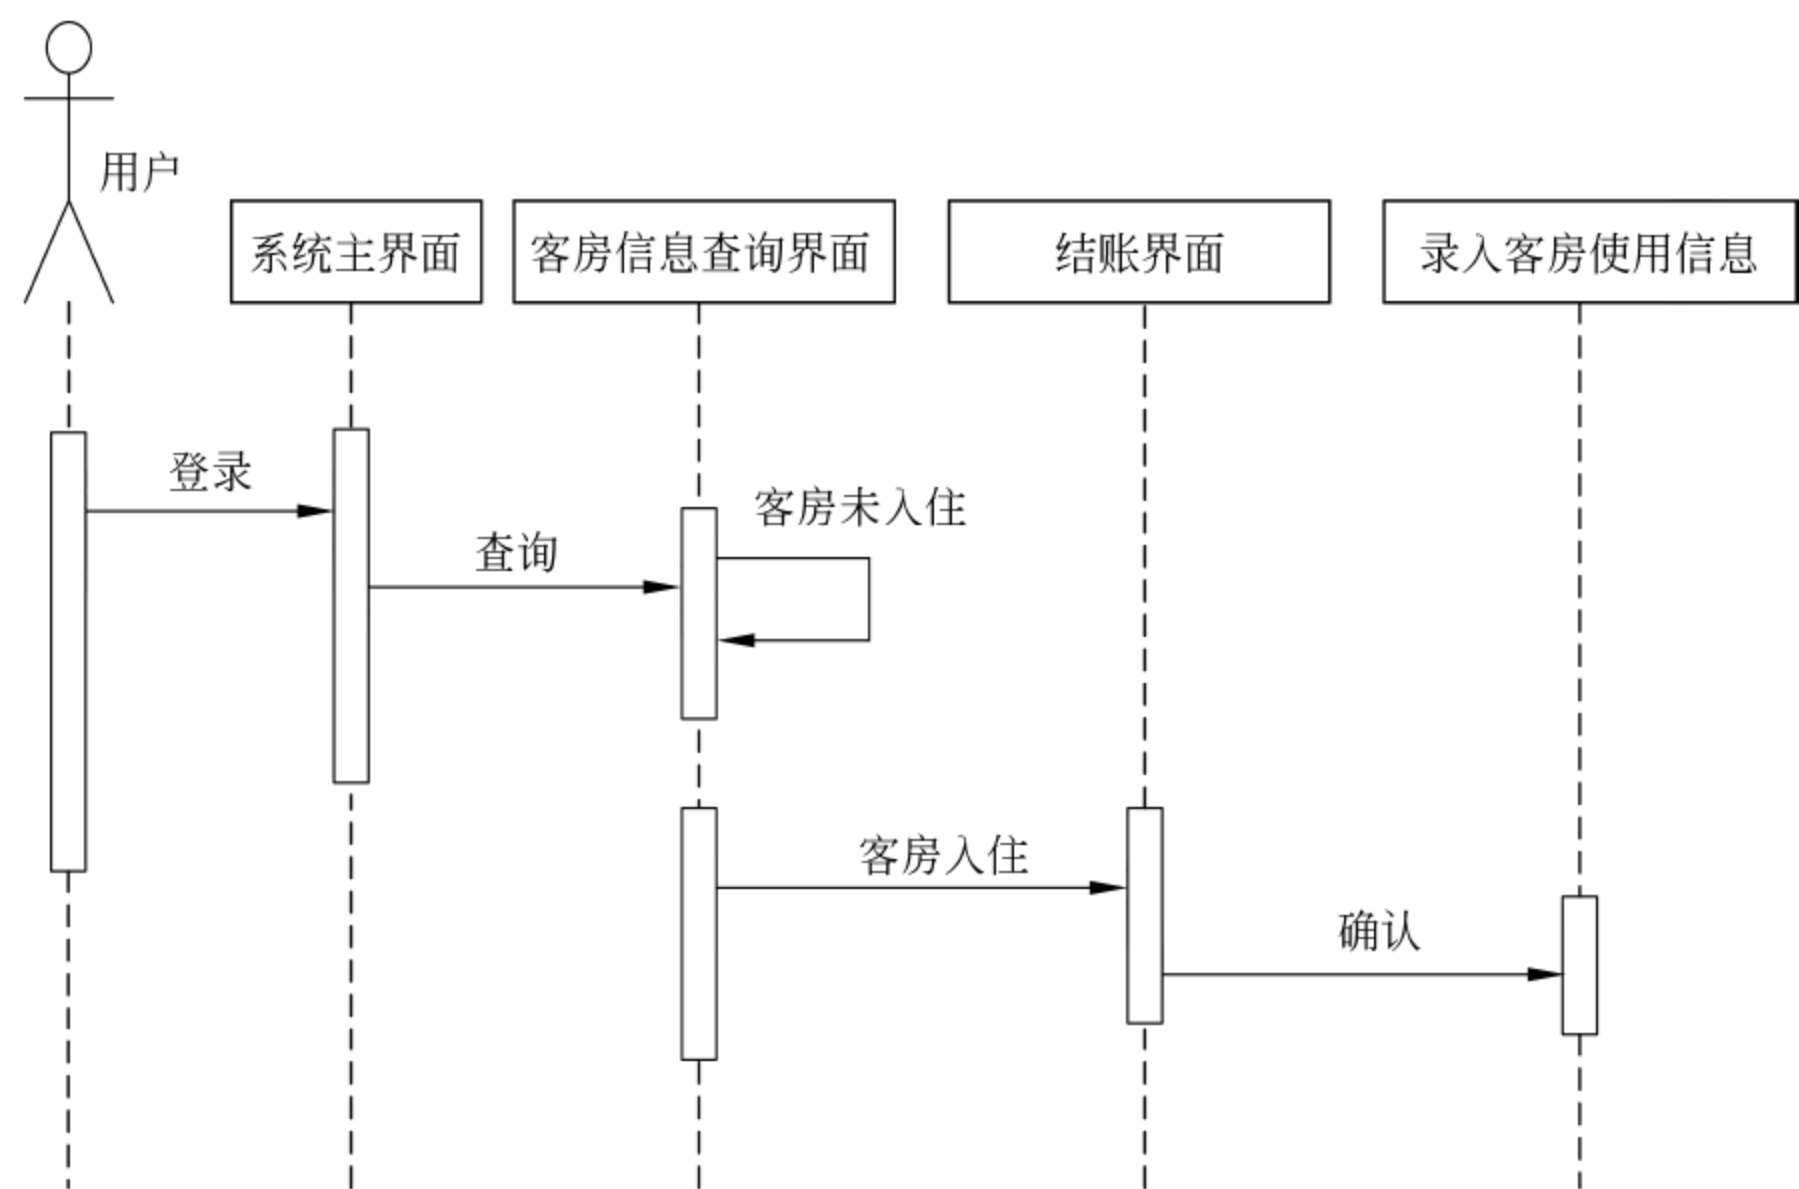 用户
系统主界面
客房信息查询界面
结账界面
录入客房使用信息
登录
客房未入住
查询
客房入住
确认